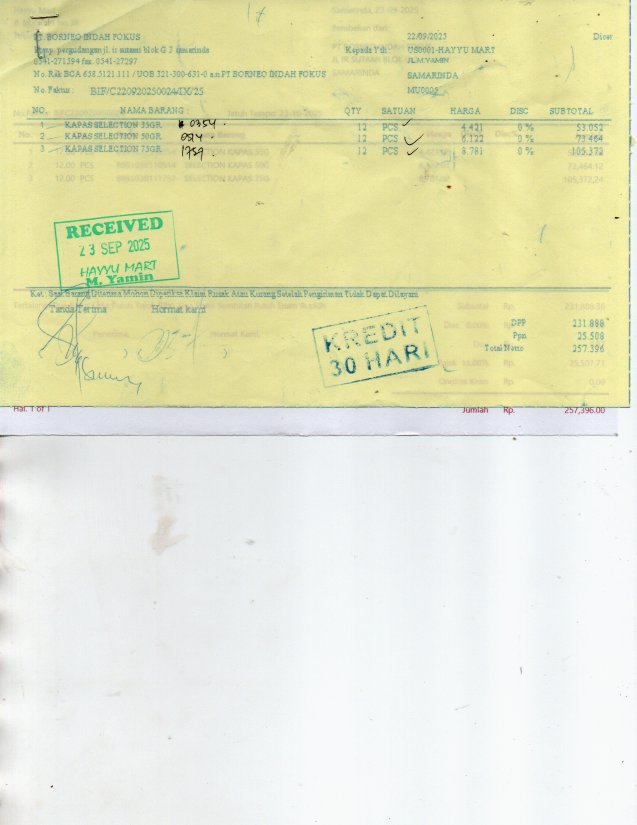 PT. BORNEO INDAH FOKUS
22/09/2025
komp. pergudangan jl. ir sutami blok G 3 samarinda
Kepada Yth :
US0001-HAYYU MART
0541-271594 fax. 0541-27297
JL.M.YAMIN
No. Rek BCA 658 5121 111 / UOB 321-300-631-0 a.n PT BORNEO INDAH FOKUS
SAMARINDA
No. Faktur : BIF/C220920250024/IX/25
MU0005
NO. NAMA BARANG : QTY SATUAN HARGA DISC SUBTOTAL
1 KAPAS SELECTION 35GR 0354 12 PCS 4.421 0 % 53.052
2 KAPAS SELECTION 50GR 0514 12 PCS 6.122 0 % 73.464
3 KAPAS SELECTION 75GR 1759 12 PCS 8.781 0 % 105.372
RECEIVED
23 SEP 2025
HAYYU MART
M. Yamin
Ket : Saat Barang Diterima Mohon Diperiksa Klaim Rusak Atau Kurang Setelah Pengiriman Tidak Dapat Dilayani
Tanda Terima Hormat kami
KREDIT
30 HARI
DPP 231.888
Ppn 25.508
Total Netto 257.396
Hal. 1 of 1 Jumlah Rp. 257,396.00